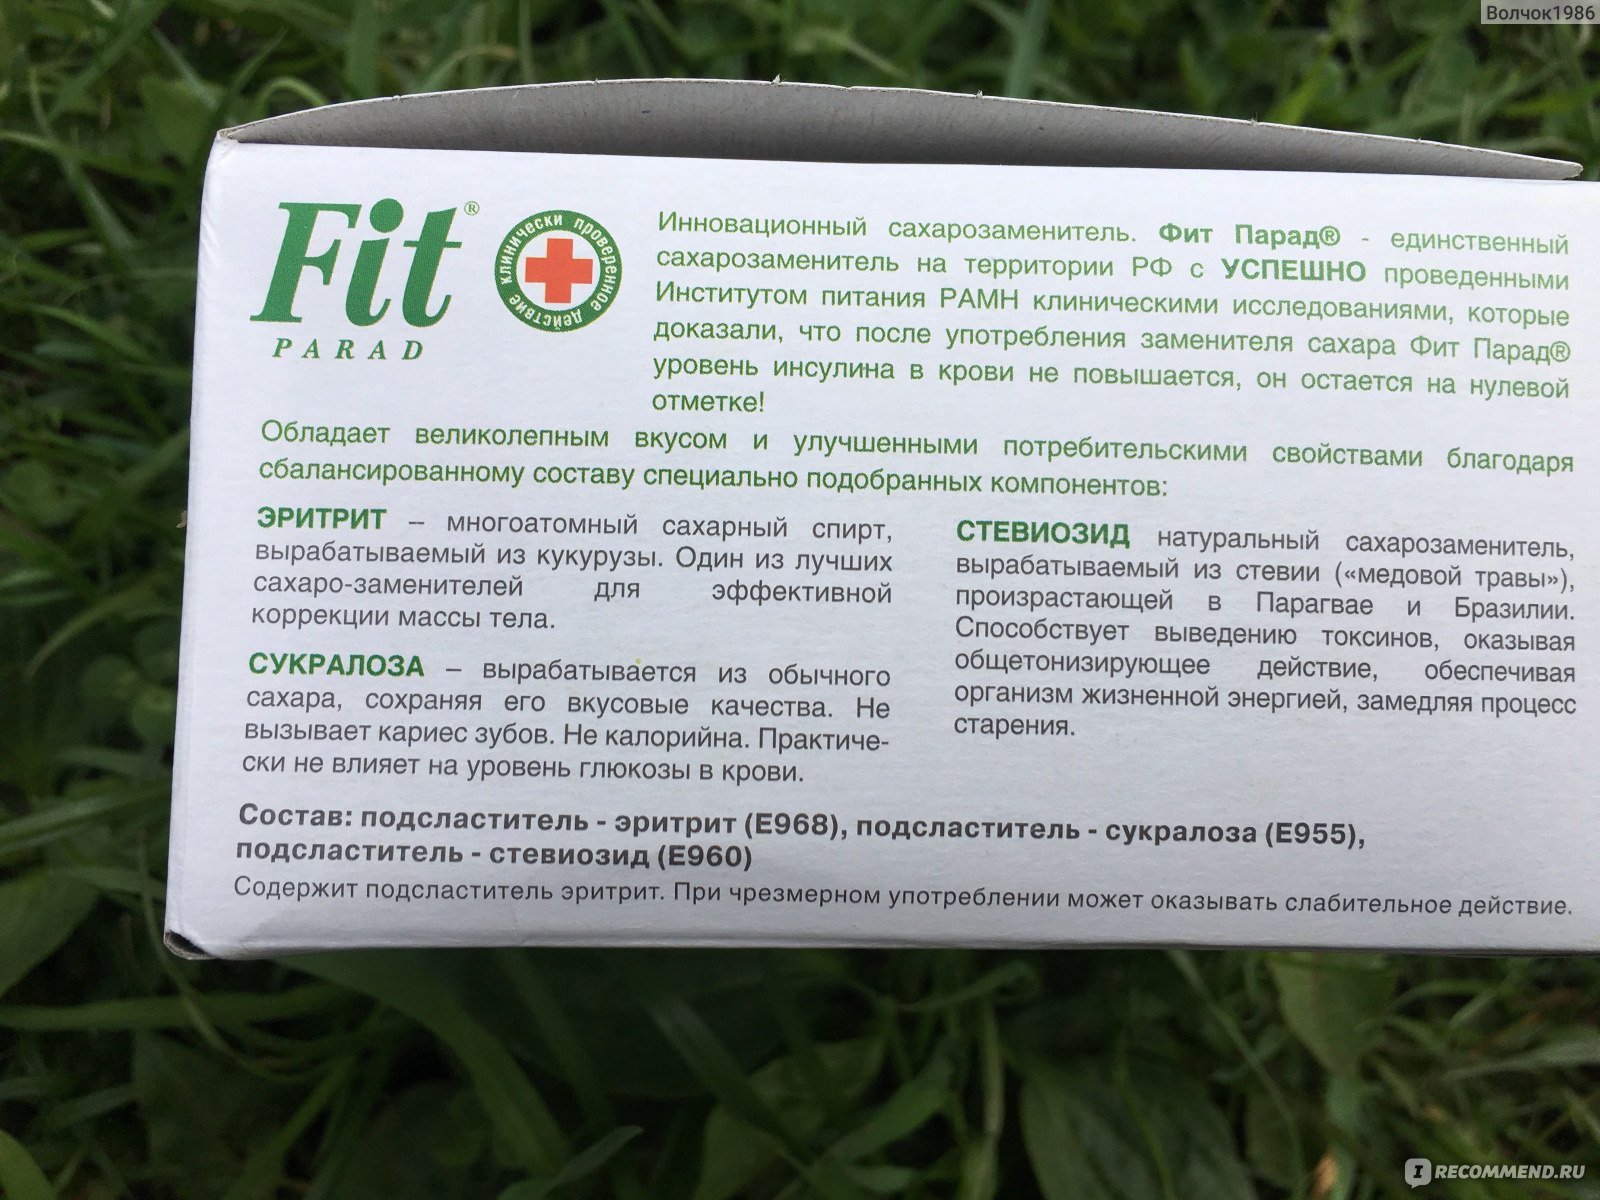 Волчок1986
Fit®
PARAD
клинически проверенное действие
Инновационный сахарозаменитель. Фит Парад® - единственный
сахарозаменитель на территории РФ с УСПЕШНО проведенными
Институтом питания РАМН клиническими исследованиями, которые
доказали, что после употребления заменителя сахара Фит Парад®
уровень инсулина в крови не повышается, он остается на нулевой
отметке!
Обладает великолепным вкусом и улучшенными потребительскими свойствами благодаря
сбалансированному составу специально подобранных компонентов:
ЭРИТРИТ – многоатомный сахарный спирт,
вырабатываемый из кукурузы. Один из лучших
сахаро-заменителей для эффективной
коррекции массы тела.
СУКРАЛОЗА – вырабатывается из обычного
сахара, сохраняя его вкусовые качества. Не
вызывает кариес зубов. Не калорийна. Практиче-
ски не влияет на уровень глюкозы в крови.
СТЕВИОЗИД натуральный сахарозаменитель,
вырабатываемый из стевии («медовой травы»),
произрастающей в Парагвае и Бразилии.
Способствует выведению токсинов, оказывая
общетонизирующее действие, обеспечивая
организм жизненной энергией, замедляя процесс
старения.
Состав: подсластитель - эритрит (Е968), подсластитель - сукралоза (Е955),
подсластитель - стевиозид (Е960)
Содержит подсластитель эритрит. При чрезмерном употреблении может оказывать слабительное действие.
IRECOMMEND.RU